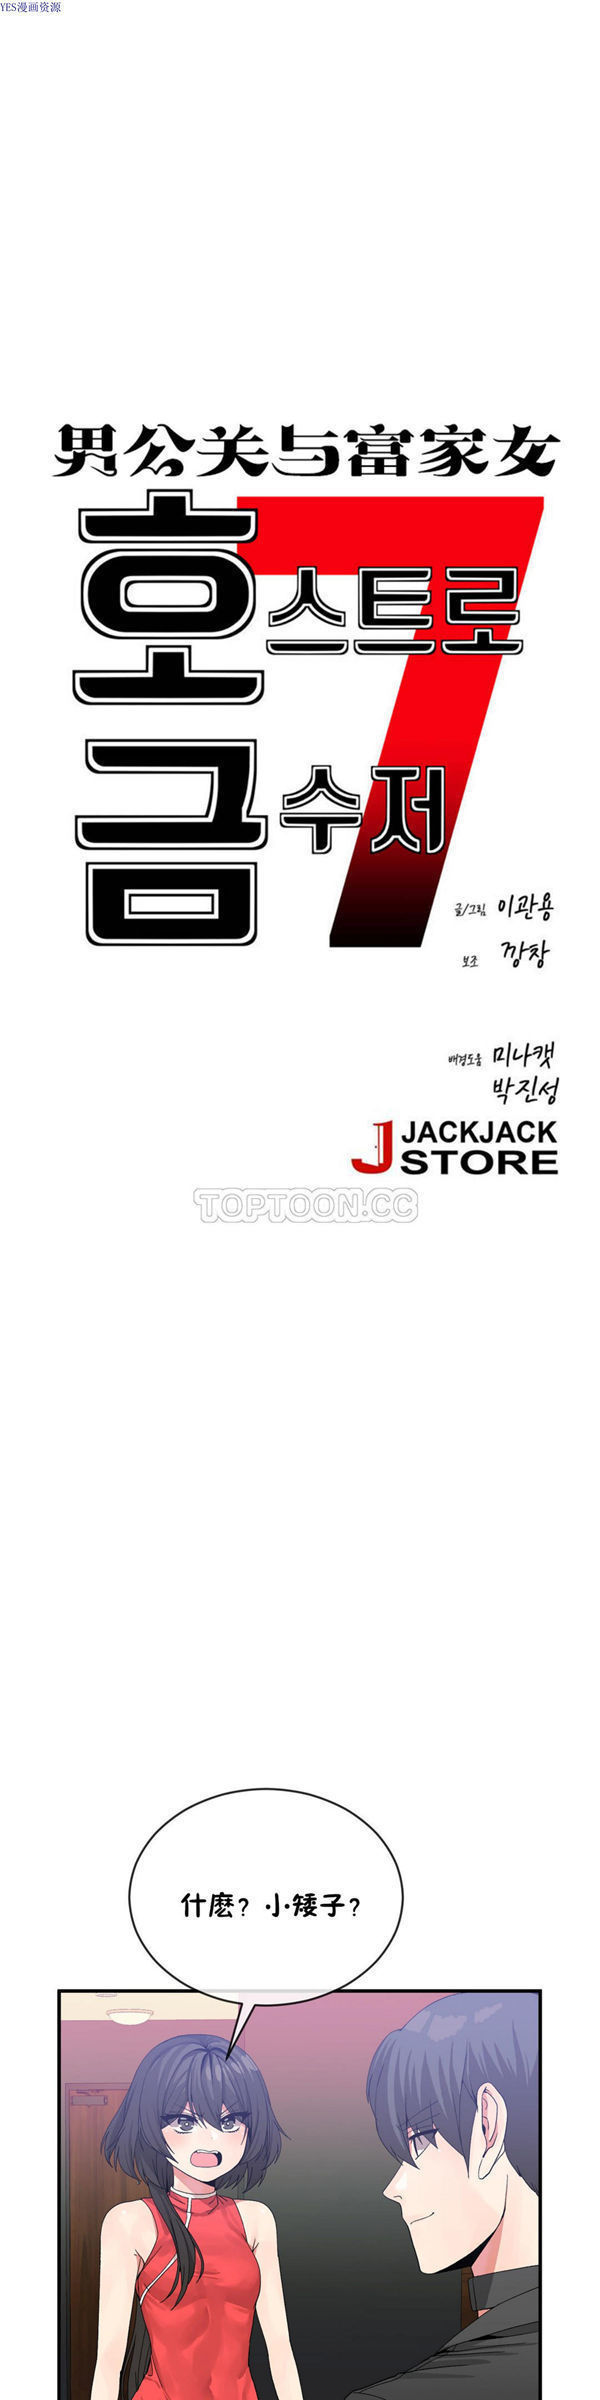 YES漫画资源
男公关与富家女
호스트로
금수저
7
글/그림 이관용
보조 깡창
배경도움 미나캣
박진성
JACKJACK
STORE
TOPTOON.CC
什麽？小矮子？